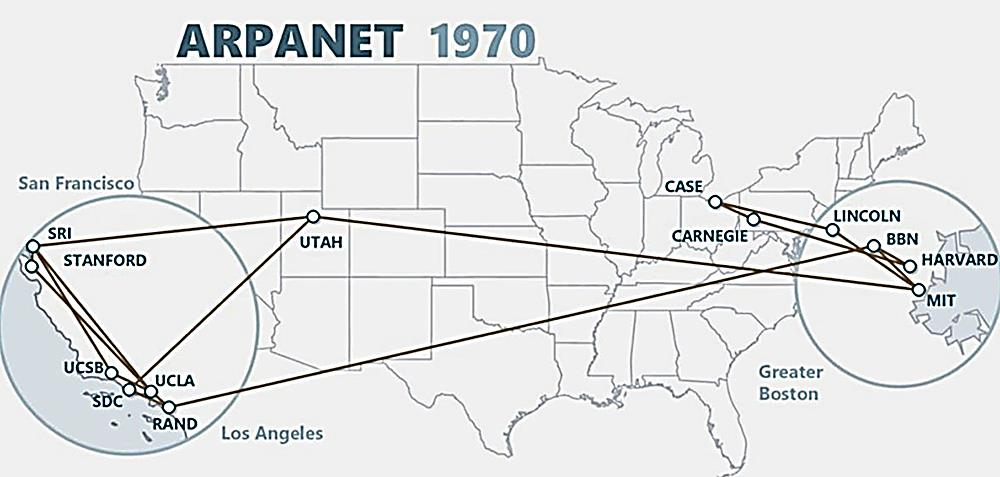 ARPANET 1970
San Francisco
SRI
STANFORD
UTAH
CASE
CARNEGIE
LINCOLN
BBN
HARVARD
MIT
UCSB
UCLA
SDC
RAND
Los Angeles
Greater
Boston